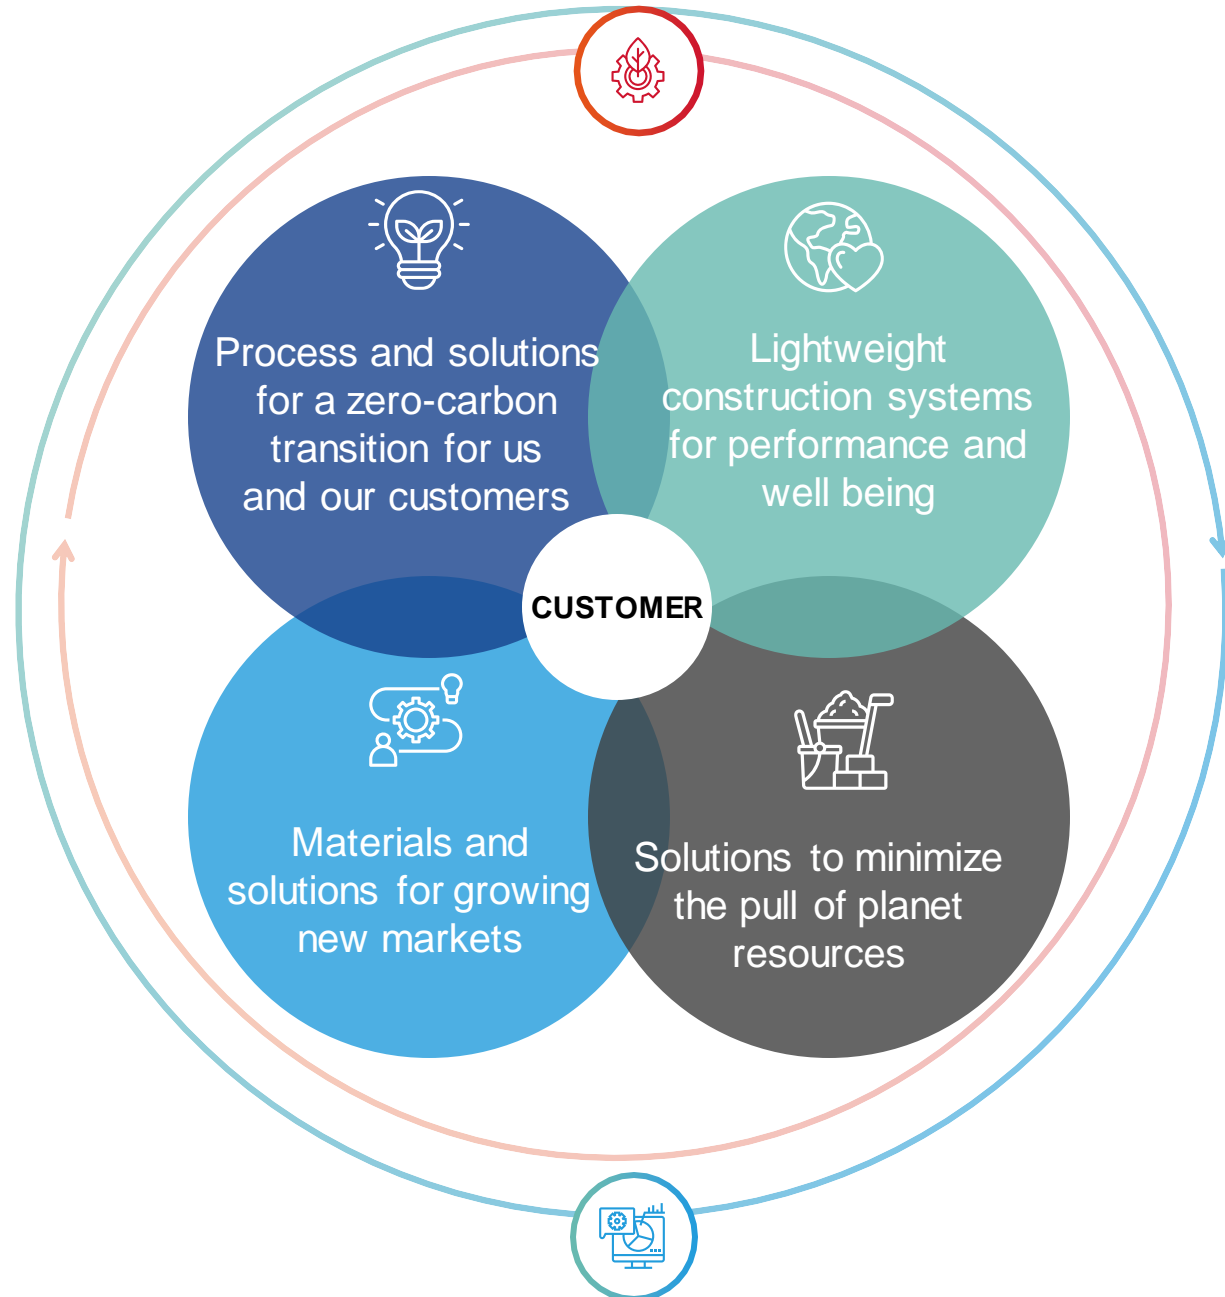 Process and solutions
for a zero-carbon
transition for us
and our customers
Lightweight
construction systems
for performance and
well being
CUSTOMER
Materials and
solutions for growing
new markets
Solutions to minimize
the pull of planet
resources